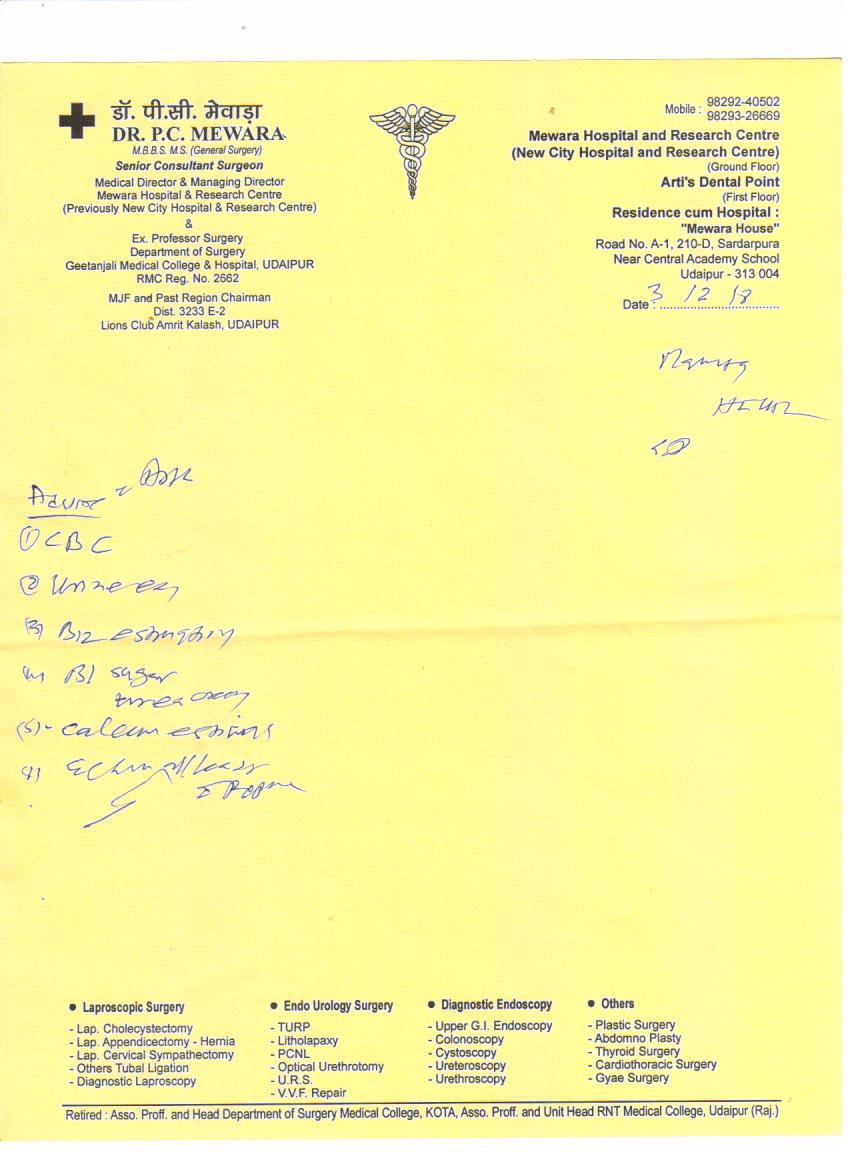 डॉ. पी.सी. मेवाड़ा
DR. P.C. MEWARA
M.B.B.S. M.S. (General Surgery)
Senior Consultant Surgeon
Medical Director & Managing Director
Mewara Hospital & Research Centre
(Previously New City Hospital & Research Centre)
&
Ex. Professor Surgery
Department of Surgery
Geetanjali Medical College & Hospital, UDAIPUR
RMC Reg. No. 2662
MJF and Past Region Chairman
Dist. 3233 E-2
Lions Club Amrit Kalash, UDAIPUR
Mobile : 98292-40502
98293-26669
Mewara Hospital and Research Centre
(New City Hospital and Research Centre)
(Ground Floor)
Arti's Dental Point
(First Floor)
Residence cum Hospital :
"Mewara House"
Road No. A-1, 210-D, Sardarpura
Near Central Academy School
Udaipur - 313 004
Date : 3/2/18
Advise
① CBC
②
(3) B12
(4) Bl sugar
(5)-
● Laproscopic Surgery
- Lap. Cholecystectomy
- Lap. Appendicectomy - Hernia
- Lap. Cervical Sympathectomy
- Others Tubal Ligation
- Diagnostic Laproscopy
● Endo Urology Surgery
- TURP
- Litholapaxy
- PCNL
- Optical Urethrotomy
- U.R.S.
- V.V.F. Repair
● Diagnostic Endoscopy
- Upper G.I. Endoscopy
- Colonoscopy
- Cystoscopy
- Ureteroscopy
- Urethroscopy
● Others
- Plastic Surgery
- Abdomno Plasty
- Thyroid Surgery
- Cardiothoracic Surgery
- Gyae Surgery
Retired : Asso. Proff. and Head Department of Surgery Medical College, KOTA, Asso. Proff. and Unit Head RNT Medical College, Udaipur (Raj.)